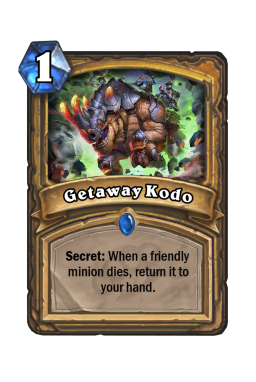 1
Getaway Kodo
Secret: When a friendly
minion dies, return it to
your hand.